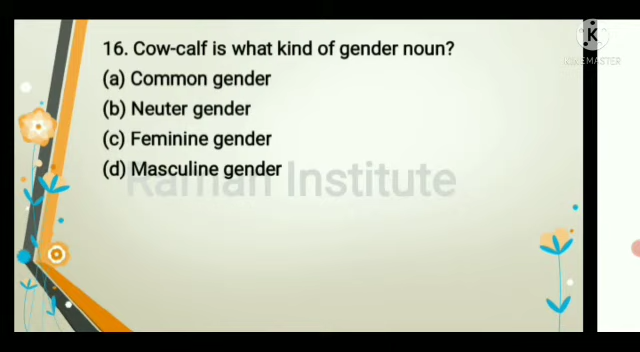 K
KINEMASTER
16. Cow-calf is what kind of gender noun?
(a) Common gender
(b) Neuter gender
(c) Feminine gender
(d) Masculine gender
Raman Institute